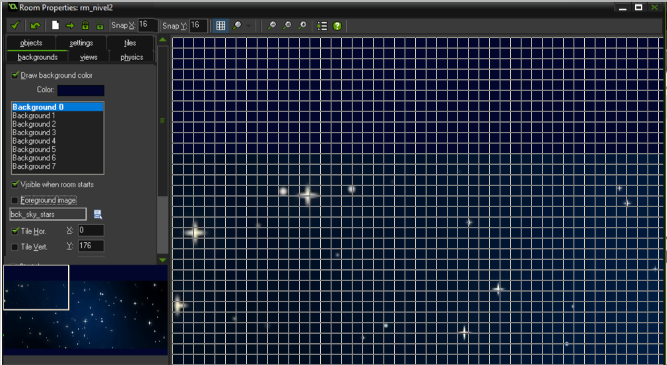 Room Properties: rm_nivel2
Snap X: 16 Snap Y: 16
objects settings tiles
backgrounds views physics
Draw background color
Color:
Background 0
Background 1
Background 2
Background 3
Background 4
Background 5
Background 6
Background 7
Visible when room starts
Foreground image
bck_sky_stars
Tile Hor. X: 0
Tile Vert. Y: 176